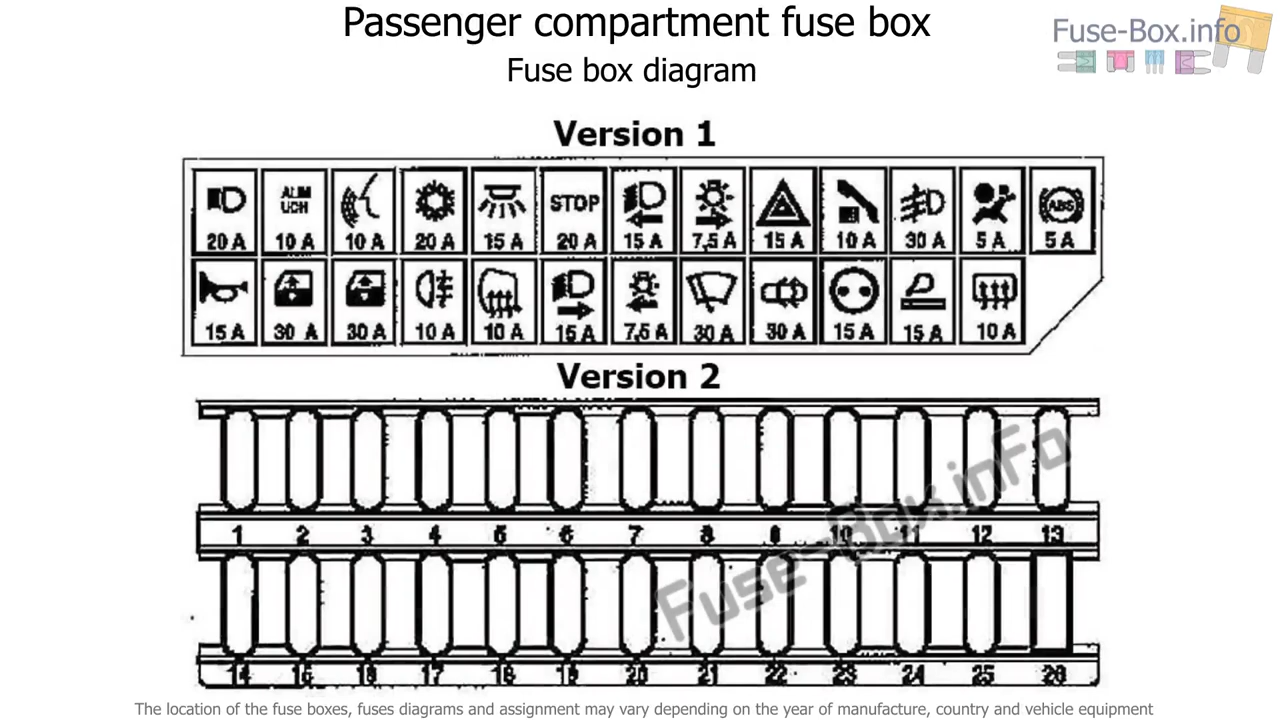 Passenger compartment fuse box
Fuse-Box.info
Fuse box diagram
Version 1
ALIM UCH STOP ABS
20 A 10 A 10 A 20 A 15 A 20 A 15 A 7,5 A 15 A 10 A 30 A 5 A 5 A
15 A 30 A 30 A 10 A 10 A 15 A 7,5 A 30 A 30 A 15 A 15 A 10 A
Version 2
1 2 3 4 5 6 7 8 9 10 11 12 13
14 15 16 17 18 19 20 21 22 23 24 25 26
Fuse-Box.inFo
The location of the fuse boxes, fuses diagrams and assignment may vary depending on the year of manufacture, country and vehicle equipment